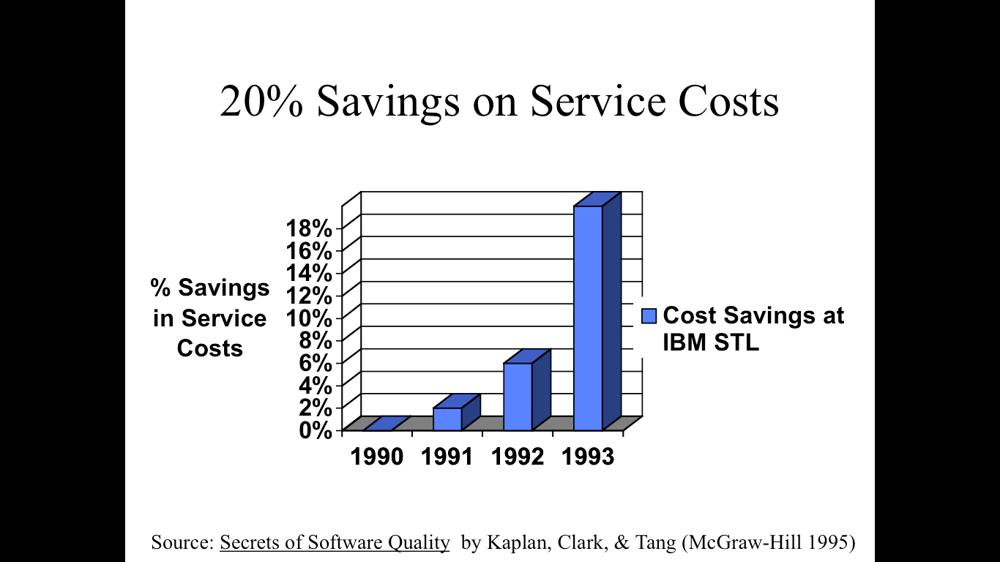 20% Savings on Service Costs
18%
16%
14%
12%
10%
8%
6%
4%
2%
0%
% Savings
in Service
Costs
1990 1991 1992 1993
Cost Savings at
IBM STL
Source: Secrets of Software Quality by Kaplan, Clark, & Tang (McGraw-Hill 1995)